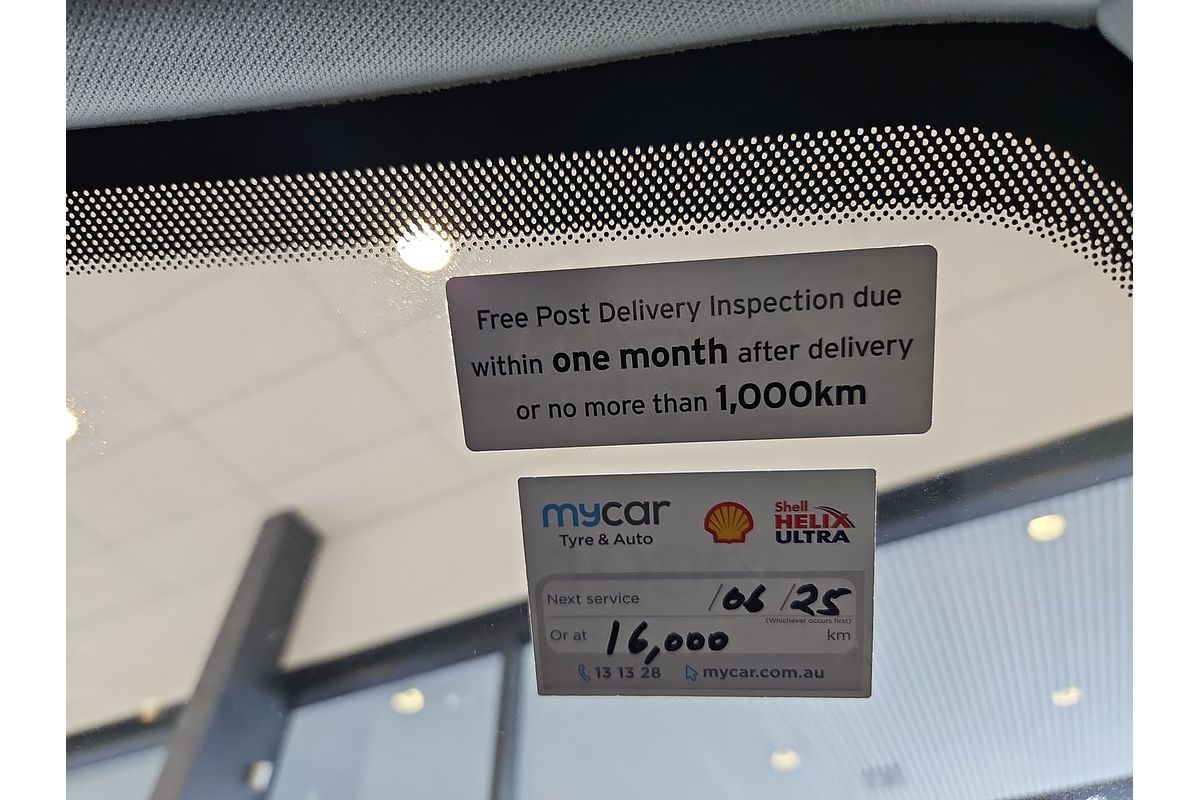 Free Post Delivery Inspection due
within one month after delivery
or no more than 1,000km
mycar
Tyre & Auto
Shell
HELIX
ULTRA
Next service /06/25
(Whichever occurs first)
Or at 16,000 km
13 13 28 mycar.com.au